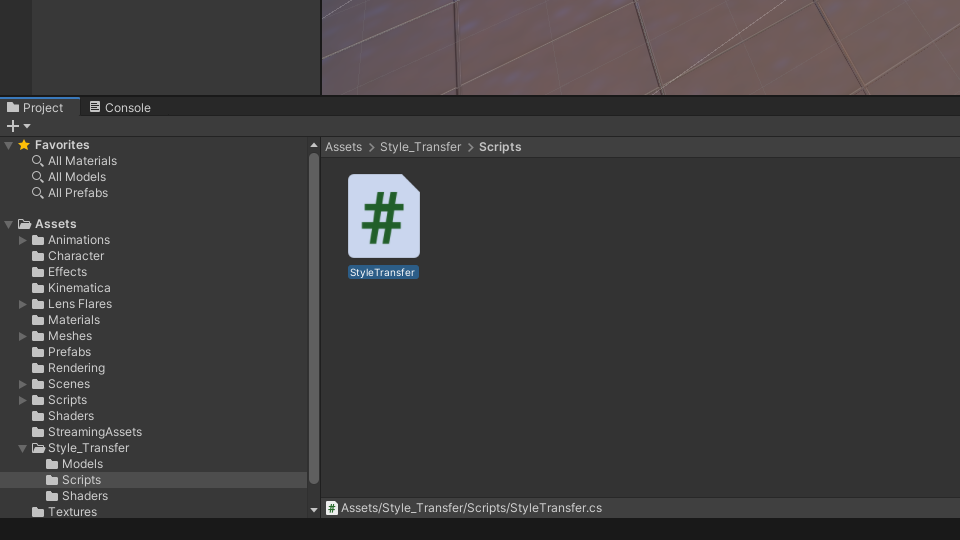 Project
Console
Favorites
All Materials
All Models
All Prefabs
Assets
Animations
Character
Effects
Kinematica
Lens Flares
Materials
Meshes
Prefabs
Rendering
Scenes
Scripts
Shaders
StreamingAssets
Style_Transfer
Models
Scripts
Shaders
Textures
Assets > Style_Transfer > Scripts
#
StyleTransfer
# Assets/Style_Transfer/Scripts/StyleTransfer.cs